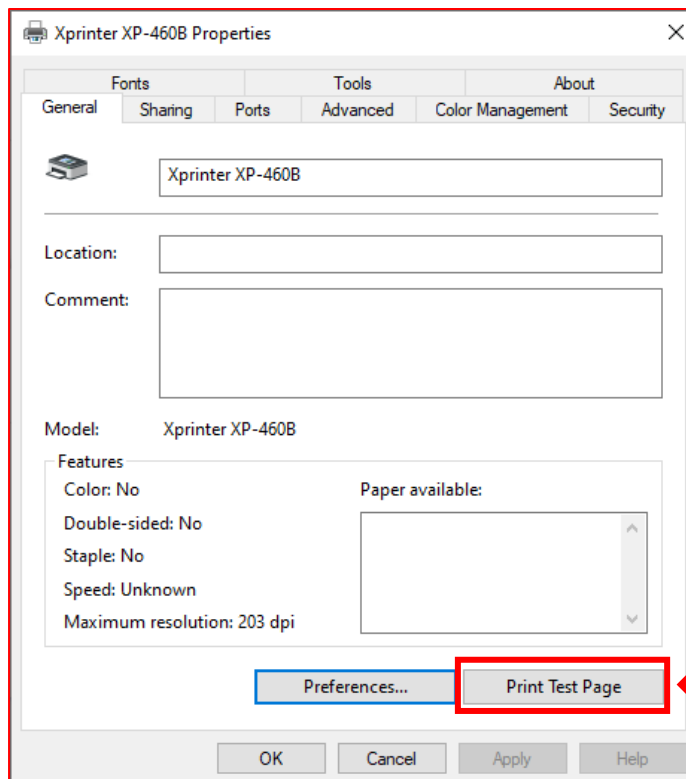 Xprinter XP-460B Properties
Fonts Tools About
General Sharing Ports Advanced Color Management Security
Xprinter XP-460B
Location:
Comment:
Model: Xprinter XP-460B
Features
Color: No Paper available:
Double-sided: No
Staple: No
Speed: Unknown
Maximum resolution: 203 dpi
Preferences... Print Test Page
OK Cancel Apply Help